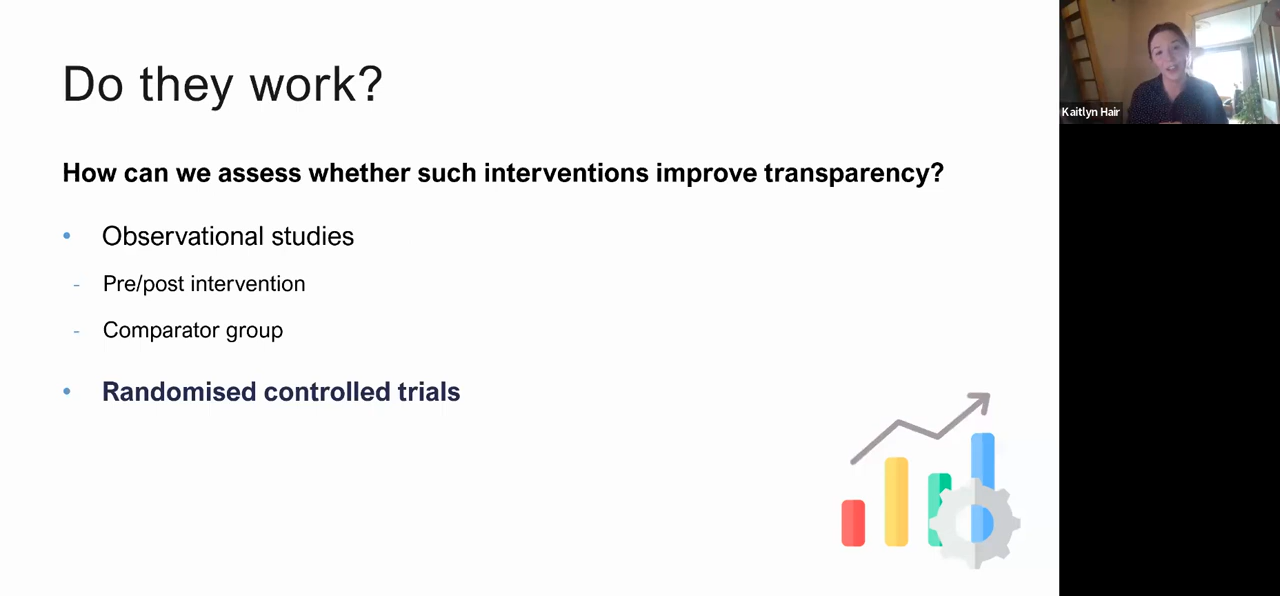 Do they work?
How can we assess whether such interventions improve transparency?
• Observational studies
- Pre/post intervention
- Comparator group
• Randomised controlled trials
Kaitlyn Hair